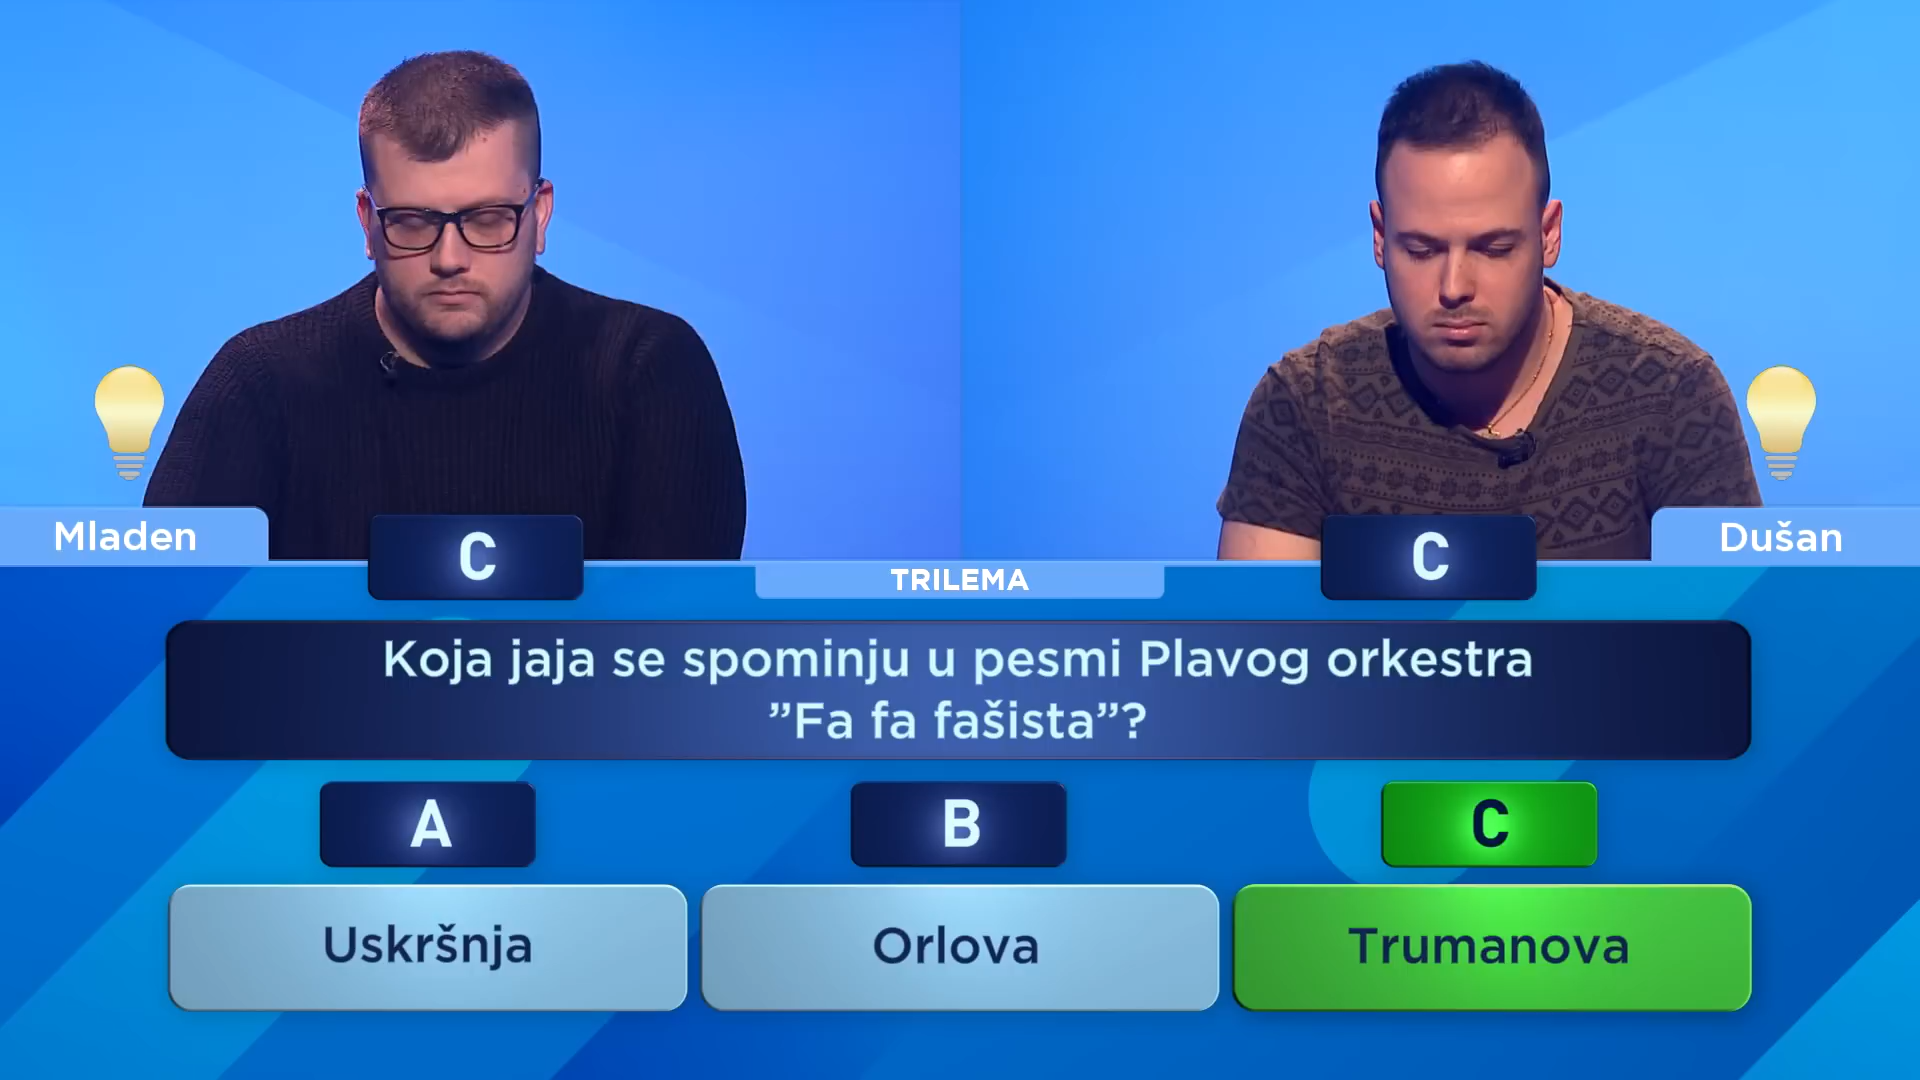 Mladen
C
TRILEMA
C
Dušan
Koja jaja se spominju u pesmi Plavog orkestra
”Fa fa fašista”?
A
B
C
Uskršnja
Orlova
Trumanova